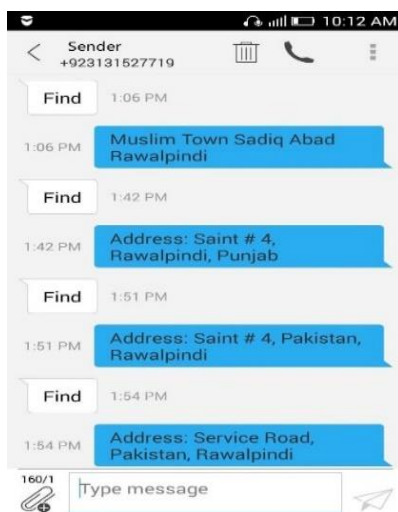 10:12 AM
Sender
+923131527719
Find 1:06 PM
1:06 PM Muslim Town Sadiq Abad
Rawalpindi
Find 1:42 PM
1:42 PM Address: Saint # 4,
Rawalpindi, Punjab
Find 1:51 PM
1:51 PM Address: Saint # 4, Pakistan,
Rawalpindi
Find 1:54 PM
1:54 PM Address: Service Road,
Pakistan, Rawalpindi
160/1
Type message